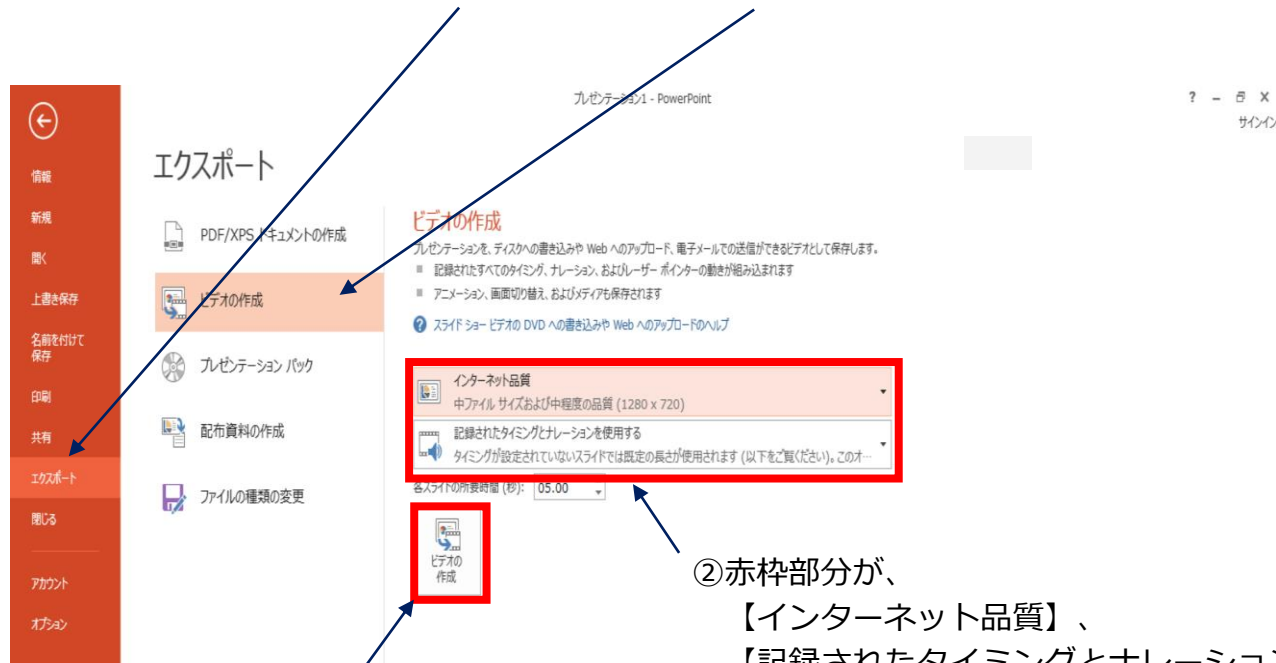 プレゼンテーション1 - PowerPoint
? – X
サインイン
情報
新規
開く
上書き保存
名前を付けて
保存
印刷
共有
エクスポート
閉じる
アカウント
オプション
エクスポート
PDF/XPS ドキュメントの作成
ビデオの作成
プレゼンテーション パック
配布資料の作成
ファイルの種類の変更
ビデオの作成
プレゼンテーションを、ディスクへの書き込みや Web へのアップロード、電子メールでの送信ができるビデオとして保存します。
記録されたすべてのタイミング、ナレーション、およびレーザー ポインターの動きが組み込まれます
アニメーション、画面切り替え、およびメディアも保存されます
スライド ショー ビデオの DVD への書き込みや Web へのアップロードのヘルプ
インターネット品質
中ファイル サイズおよび中程度の品質 (1280 x 720)
記録されたタイミングとナレーションを使用する
タイミングが設定されていないスライドでは既定の長さが使用されます (以下をご覧ください)。このオ…
各スライドの所要時間 (秒): 05.00
ビデオの
作成
②赤枠部分が、
【インターネット品質】、
【記録されたタイミングとナレーション